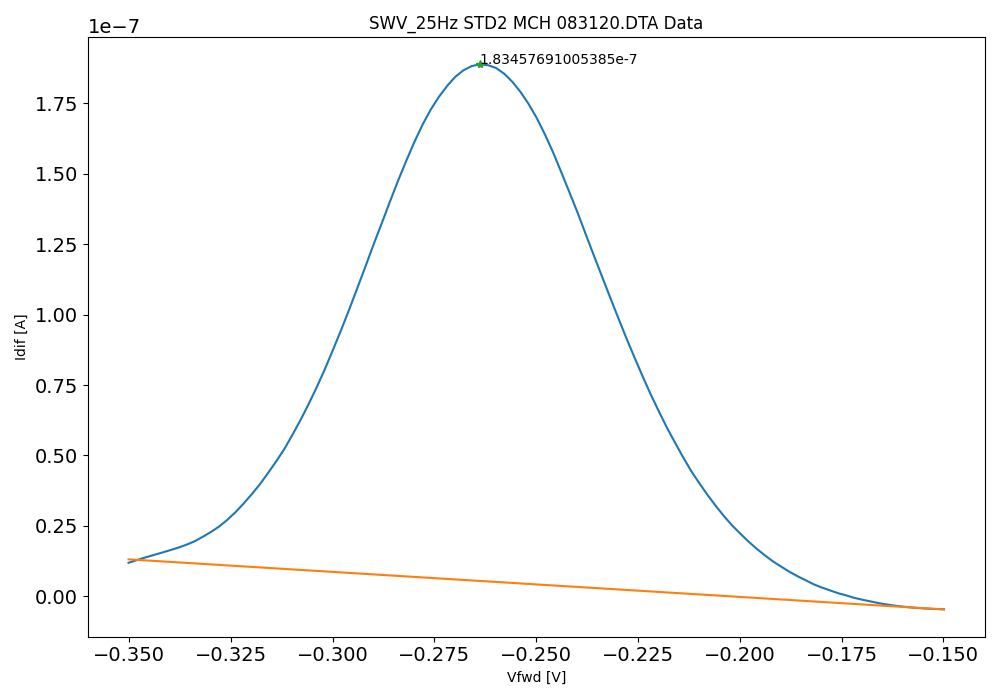 SWV_25Hz STD2 MCH 083120.DTA Data
1e−7
1.83457691005385e-7
1.75
1.50
1.25
1.00
0.75
0.50
0.25
0.00
Idif [A]
−0.350 −0.325 −0.300 −0.275 −0.250 −0.225 −0.200 −0.175 −0.150
Vfwd [V]